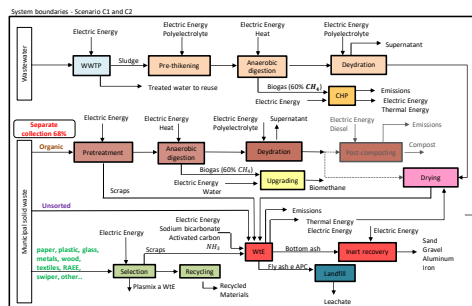 System boundaries - Scenario C1 and C2
Wastewater
Electric Energy
WWTP
Sludge
Treated water to reuse
Electric Energy
Polyelectrolyte
Pre-thikening
Electric Energy
Heat
Anaerobic
digestion
Biogas (60% CH4)
Electric Energy
Polyelectrolyte
Supernatant
Deydration
Electric Energy
CHP
Emissions
Electric Energy
Thermal Energy
Municipal solid waste
Separate
collection 68%
Organic
Electric Energy
Pretreatment
Scraps
Electric Energy
Heat
Anaerobic
digestion
Biogas (60% CH4)
Electric Energy
Polyelectrolyte
Supernatant
Deydration
Electric Energy
Diesel
Emissions
Post-composting
Compost
Electric Energy
Water
Upgrading
Biomethane
Drying
Unsorted
Electric Energy
Sodium bicarbonate
Activated carbon
NH3
Emissions
Thermal Energy
Electric Energy
WtE
Bottom ash
Fly ash e APC
Electric Energy
Inert recovery
Sand
Gravel
Aluminum
Iron
Landfill
Leachate
paper, plastic, glass,
metals, wood,
textiles, RAEE,
swiper, other..
Electric Energy
Scraps
Selection
Plasmix a WtE
Recycling
Recycled
Materials